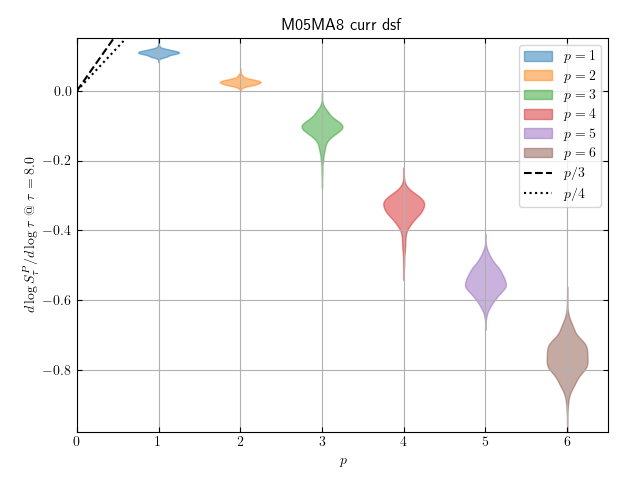 M05MA8 curr dsf
d log S_τ^P / d log τ @ τ = 8.0
0.0
−0.2
−0.4
−0.6
−0.8
0 1 2 3 4 5 6
p
p = 1
p = 2
p = 3
p = 4
p = 5
p = 6
p/3
p/4